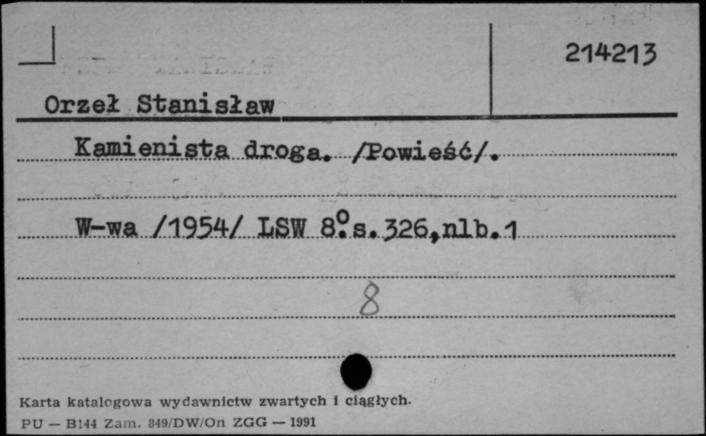 214213
Orzeł Stanisław
Kamienista droga. /Powieść/.
W-wa /1954/ LSW 8°.s.326,nlb.1
8
Karta katalogowa wydawnictw zwartych i ciągłych.
PU — B144 Zam. 849/DW/On ZGG — 1991